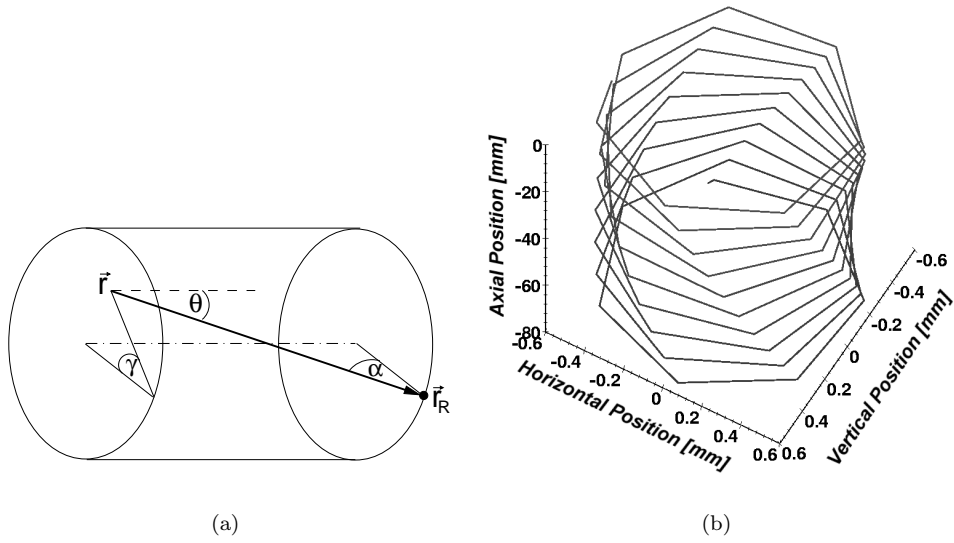 r⃗
θ
γ
α
r⃗R
(a)
Axial Position [mm]
0
-20
-40
-60
-80
-0.6
-0.4
-0.2
0
0.2
0.4
0.6
Horizontal Position [mm]
-0.6
-0.4
-0.2
0
0.2
0.4
0.6
Vertical Position [mm]
(b)